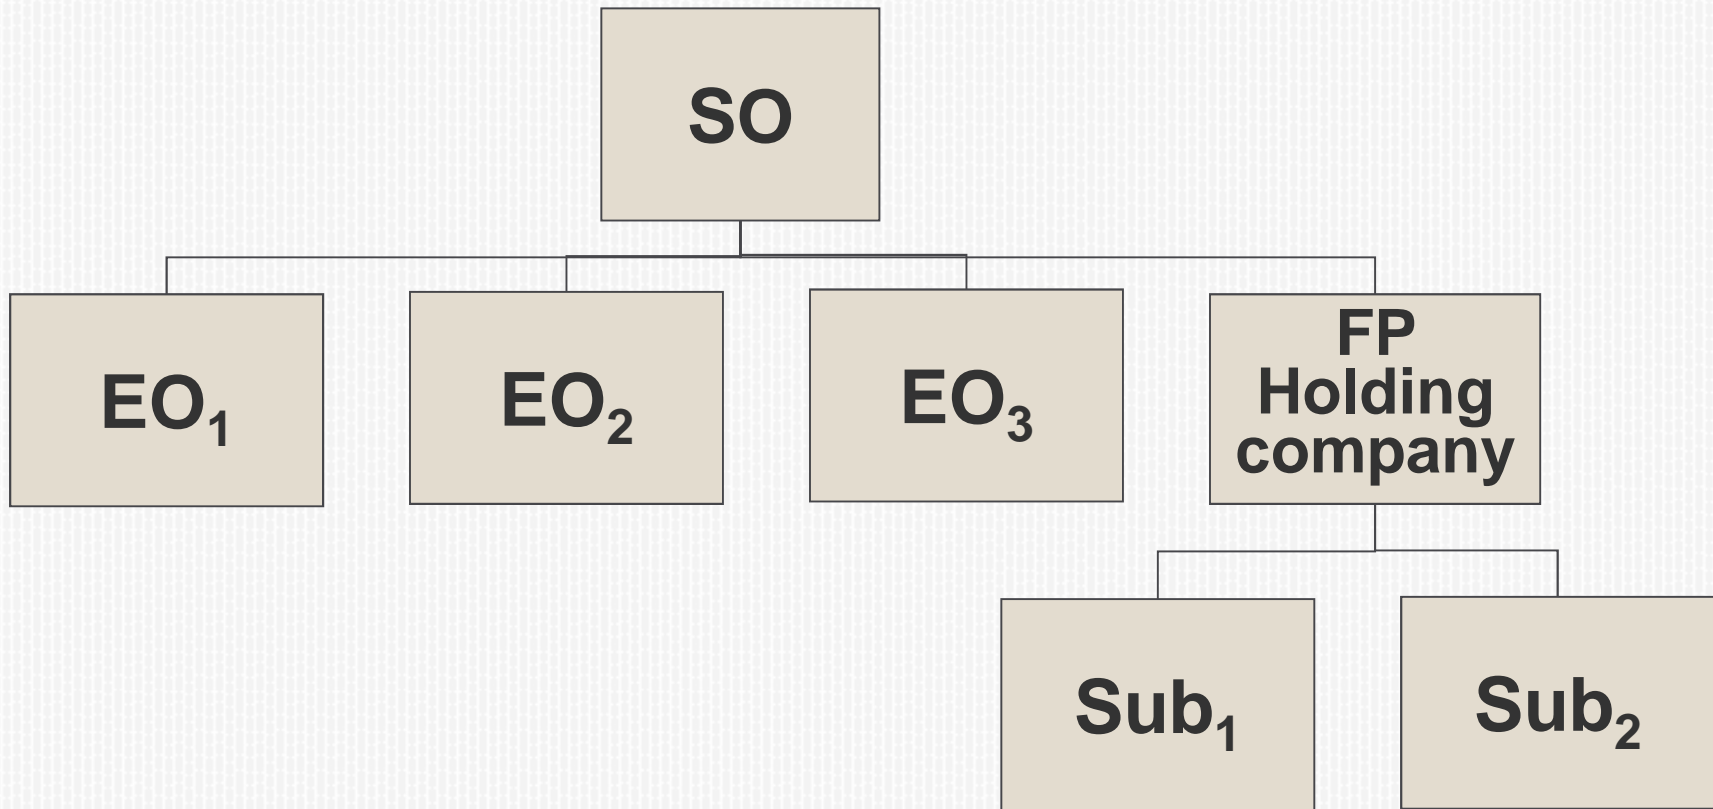 SO
EO₁
EO₂
EO₃
FP
Holding
company
Sub₁
Sub₂